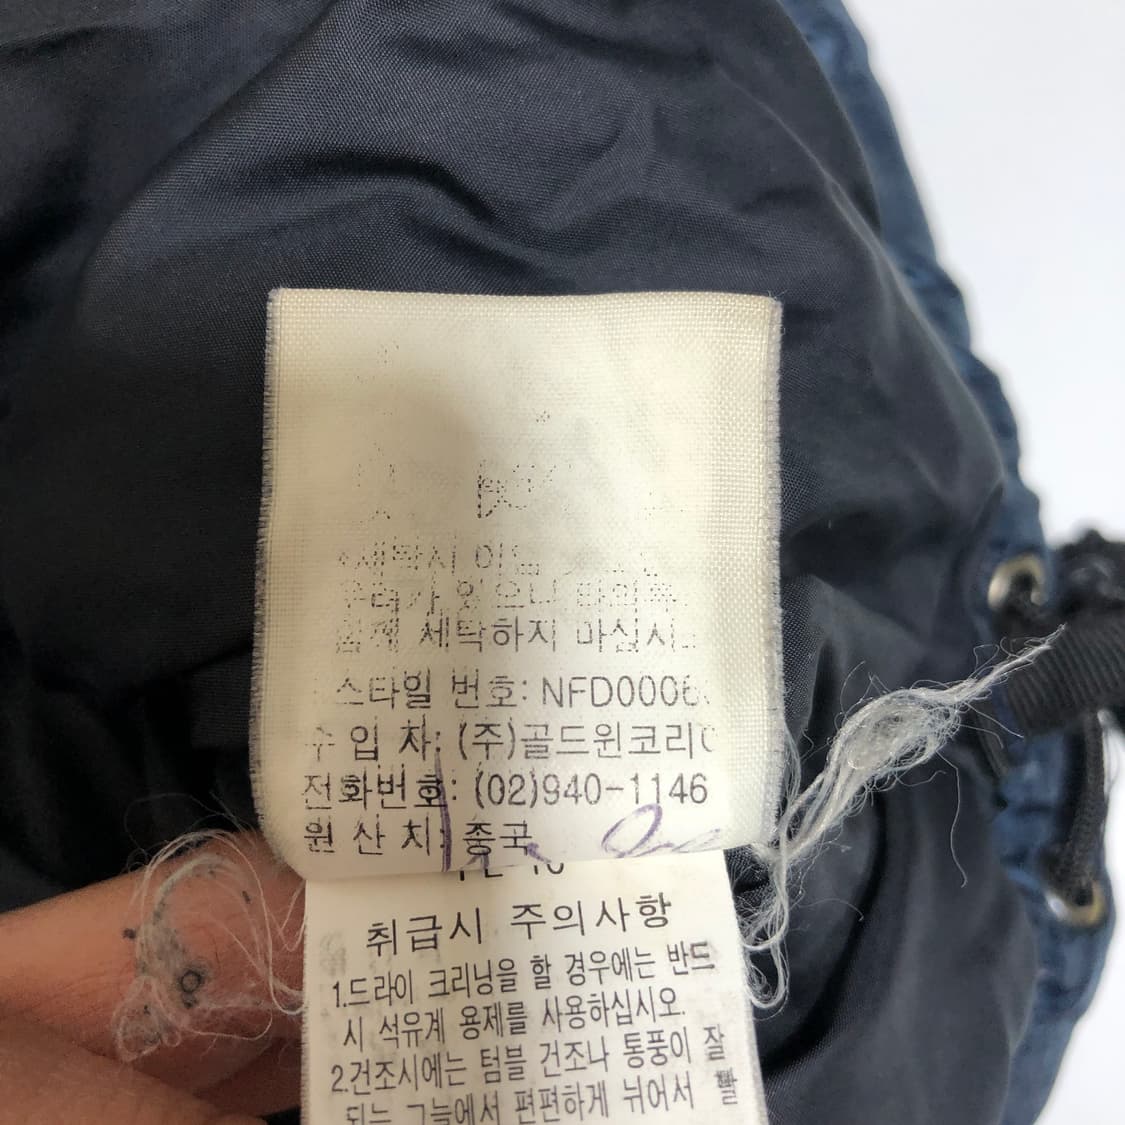 세탁시 이염
우려가 있으니 타의류
함께 세탁하지 마십시
스타일 번호: NFD0006
수 입 자: (주)골드윈코리
전화번호: (02)940-1146
원 산 지: 중국
취급시 주의사항
1.드라이 크리닝을 할 경우에는 반드
시 석유계 용제를 사용하십시오.
2.건조시에는 텀블 건조나 통풍이 잘
되는 그늘에서 편편하게 뉘어서 말